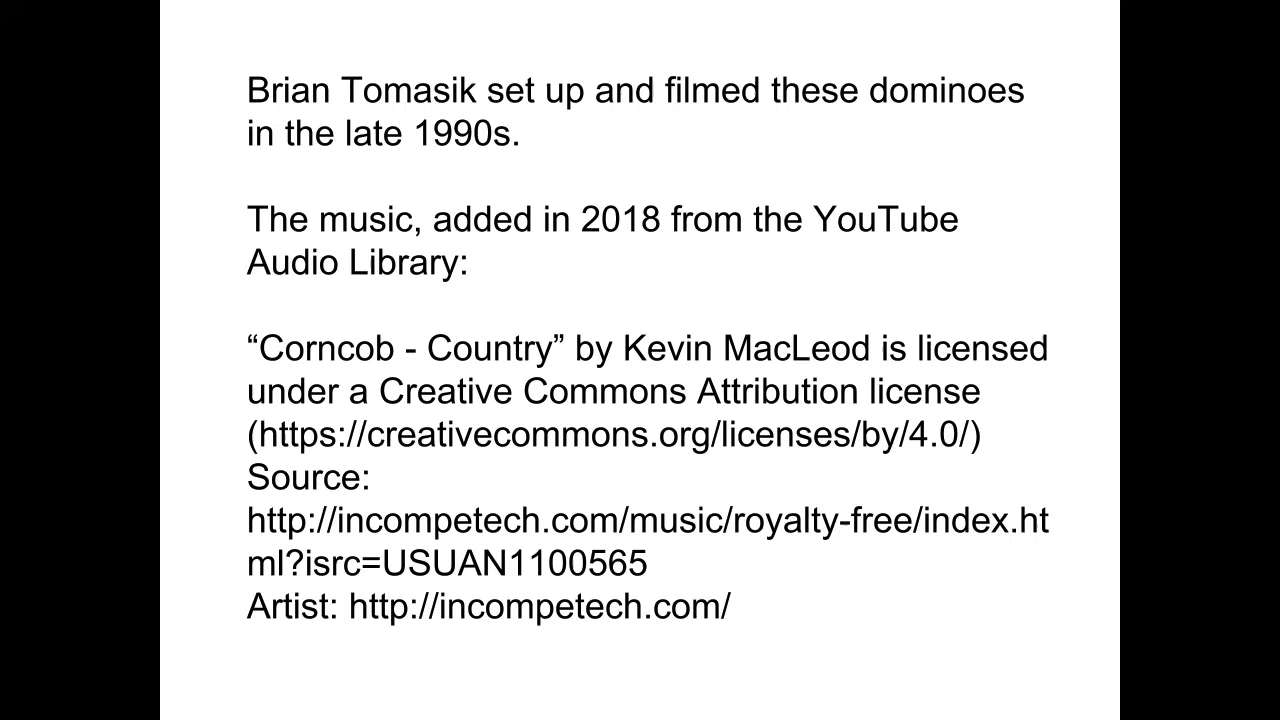 Brian Tomasik set up and filmed these dominoes
in the late 1990s.
The music, added in 2018 from the YouTube
Audio Library:
“Corncob - Country” by Kevin MacLeod is licensed
under a Creative Commons Attribution license
(https://creativecommons.org/licenses/by/4.0/)
Source:
http://incompetech.com/music/royalty-free/index.ht
ml?isrc=USUAN1100565
Artist: http://incompetech.com/